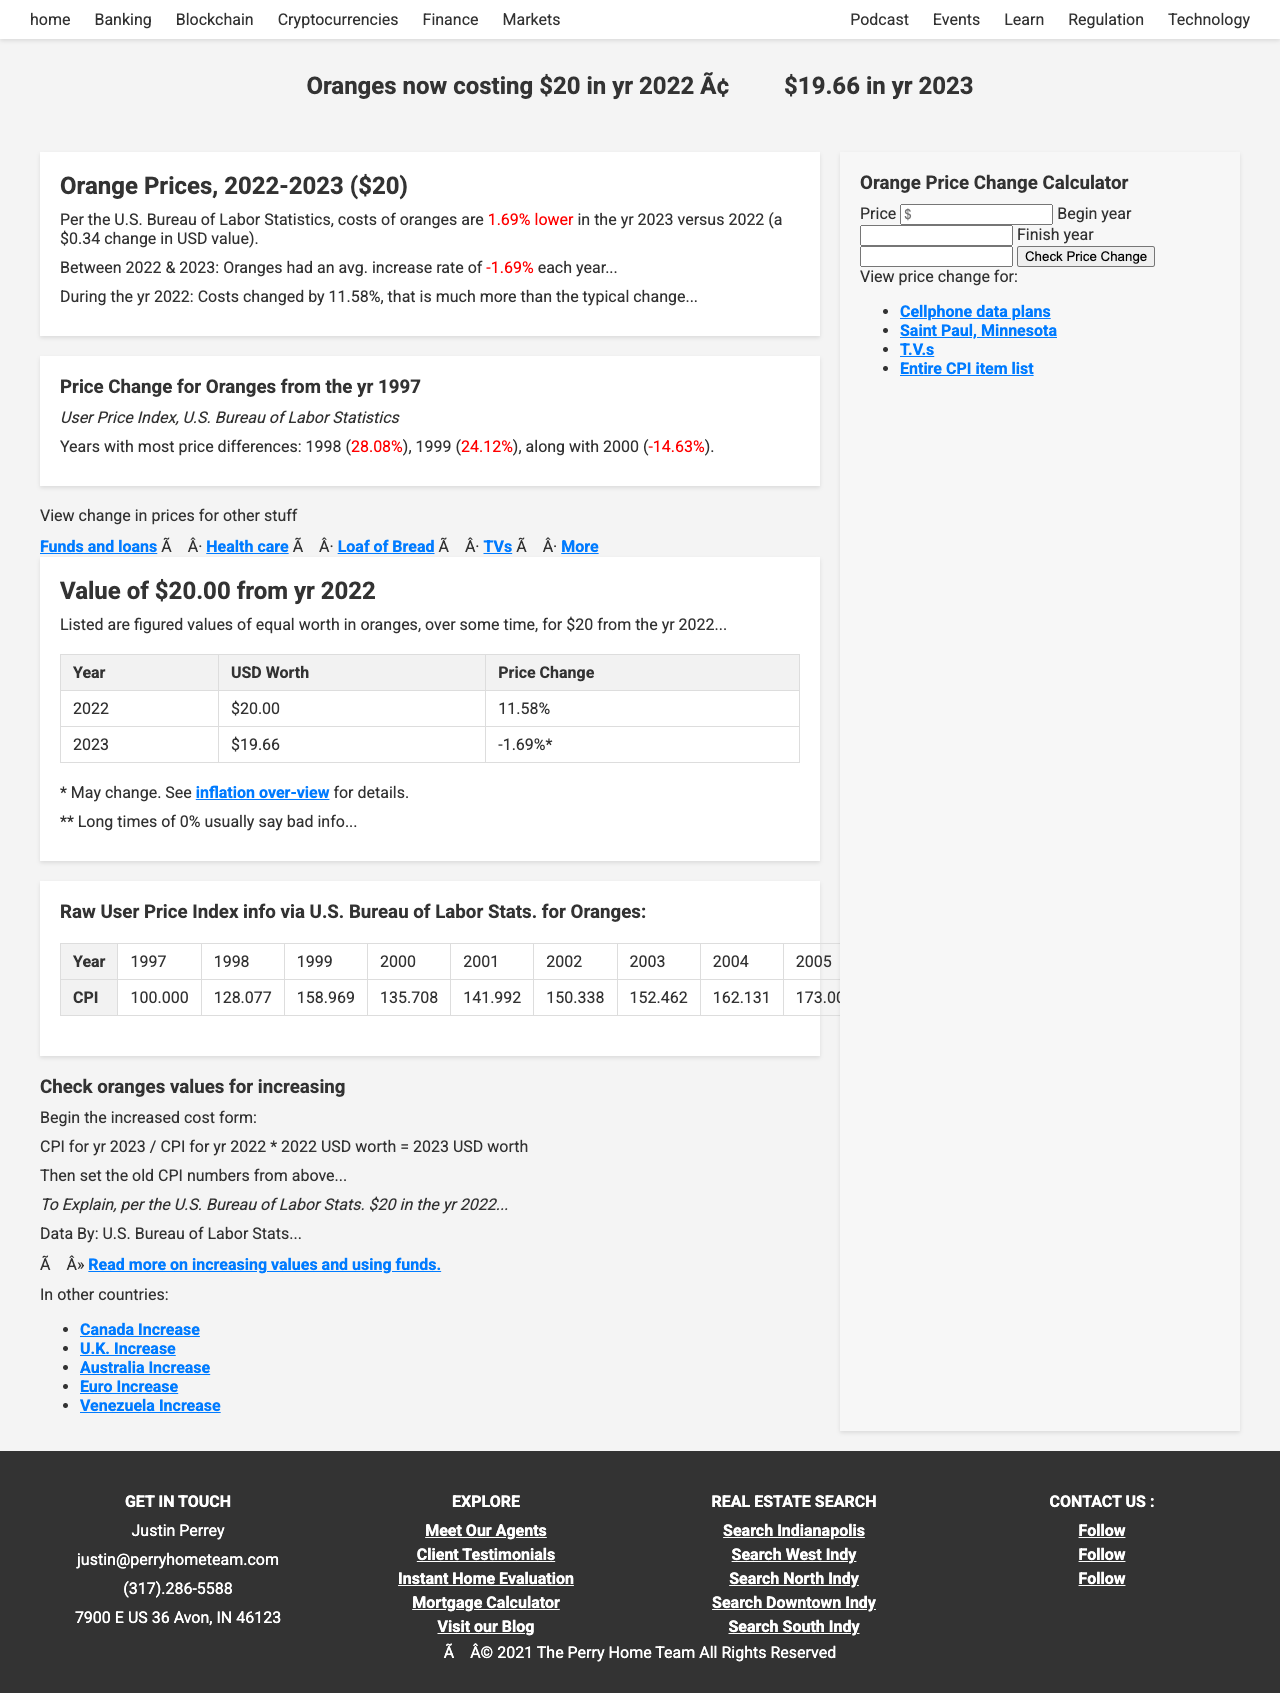 home Banking Blockchain Cryptocurrencies Finance Markets Podcast Events Learn Regulation Technology
Oranges now costing $20 in yr 2022 Ã¢ $19.66 in yr 2023
Orange Prices, 2022-2023 ($20)
Per the U.S. Bureau of Labor Statistics, costs of oranges are 1.69% lower in the yr 2023 versus 2022 (a
$0.34 change in USD value).
Between 2022 & 2023: Oranges had an avg. increase rate of -1.69% each year...
During the yr 2022: Costs changed by 11.58%, that is much more than the typical change...
Price Change for Oranges from the yr 1997
User Price Index, U.S. Bureau of Labor Statistics
Years with most price differences: 1998 (28.08%), 1999 (24.12%), along with 2000 (-14.63%).
View change in prices for other stuff
Funds and loans Ã Â· Health care Ã Â· Loaf of Bread Ã Â· TVs Ã Â· More
Value of $20.00 from yr 2022
Listed are figured values of equal worth in oranges, over some time, for $20 from the yr 2022...
Year USD Worth Price Change
2022 $20.00 11.58%
2023 $19.66 -1.69%*
* May change. See inflation over-view for details.
** Long times of 0% usually say bad info...
Raw User Price Index info via U.S. Bureau of Labor Stats. for Oranges:
Year 1997 1998 1999 2000 2001 2002 2003 2004 2005
CPI 100.000 128.077 158.969 135.708 141.992 150.338 152.462 162.131 173.00
Check oranges values for increasing
Begin the increased cost form:
CPI for yr 2023 / CPI for yr 2022 * 2022 USD worth = 2023 USD worth
Then set the old CPI numbers from above...
To Explain, per the U.S. Bureau of Labor Stats. $20 in the yr 2022...
Data By: U.S. Bureau of Labor Stats...
Ã Â» Read more on increasing values and using funds.
In other countries:
• Canada Increase
• U.K. Increase
• Australia Increase
• Euro Increase
• Venezuela Increase
Orange Price Change Calculator
Price $ Begin year
Finish year
Check Price Change
View price change for:
• Cellphone data plans
• Saint Paul, Minnesota
• T.V.s
• Entire CPI item list
GET IN TOUCH
Justin Perrey
justin@perryhometeam.com
(317).286-5588
7900 E US 36 Avon, IN 46123
EXPLORE
Meet Our Agents
Client Testimonials
Instant Home Evaluation
Mortgage Calculator
Visit our Blog
REAL ESTATE SEARCH
Search Indianapolis
Search West Indy
Search North Indy
Search Downtown Indy
Search South Indy
CONTACT US :
Follow
Follow
Follow
Ã Â© 2021 The Perry Home Team All Rights Reserved